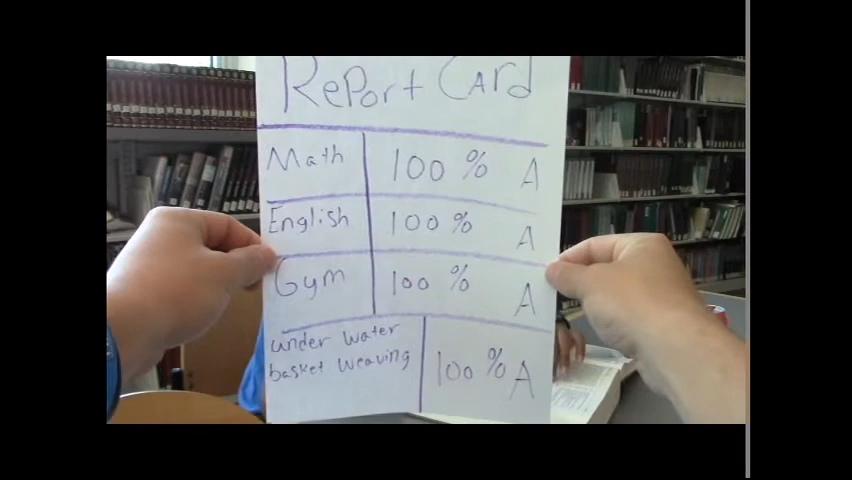 RePort Card
Math 100 % A
English 100 % A
Gym 100 % A
under water
basket weaving 100 % A